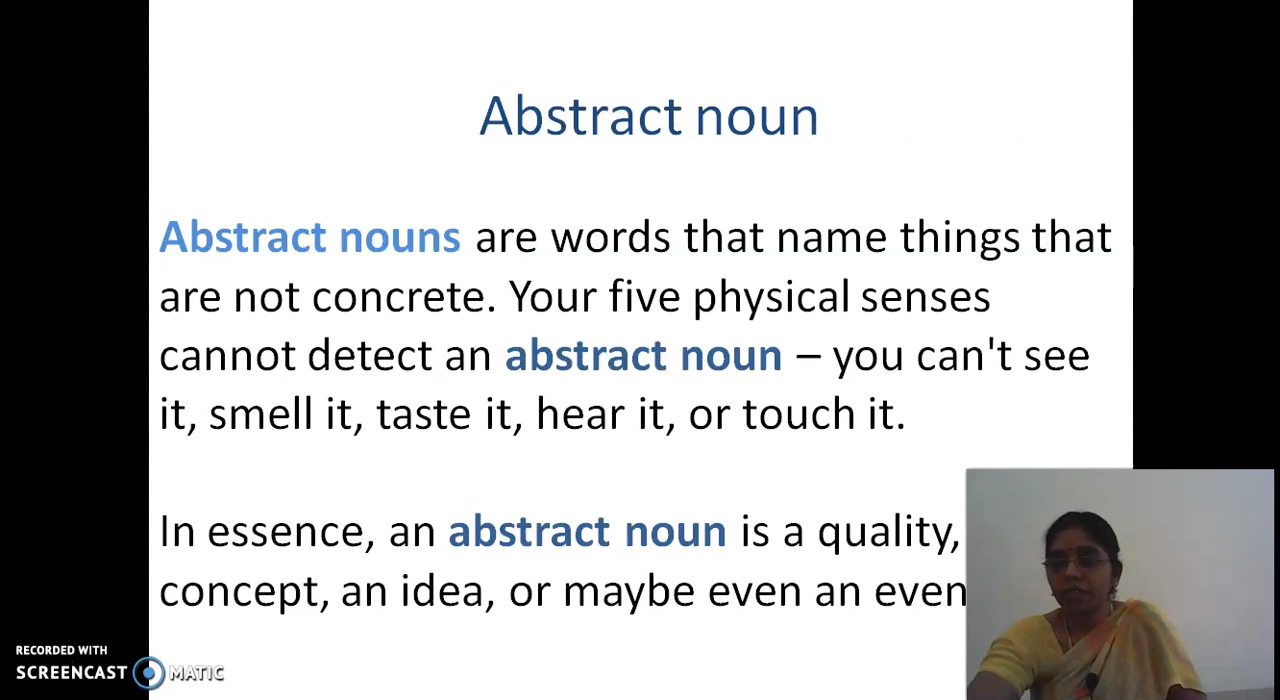 Abstract noun
Abstract nouns are words that name things that
are not concrete. Your five physical senses
cannot detect an abstract noun – you can't see
it, smell it, taste it, hear it, or touch it.
In essence, an abstract noun is a quality,
concept, an idea, or maybe even an even
RECORDED WITH
SCREENCAST MATIC